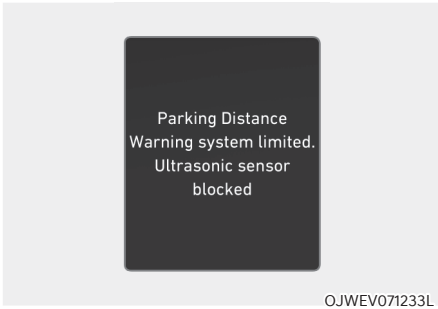 Parking Distance
Warning system limited.
Ultrasonic sensor
blocked
OJWEV071233L